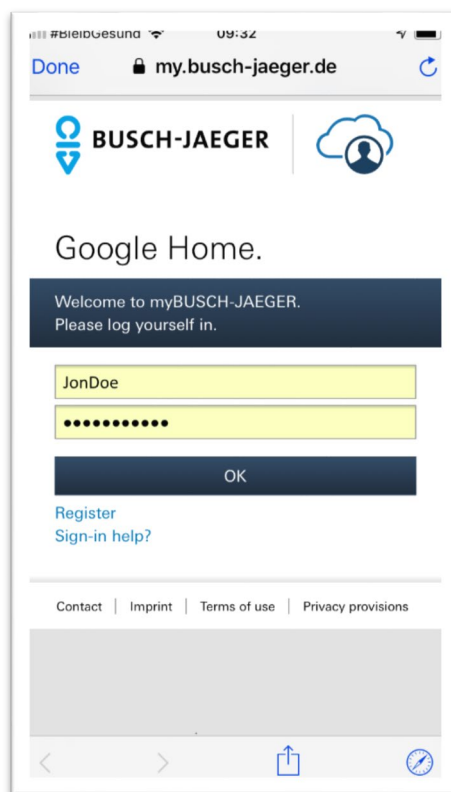 #BleibGesund 09:32
Done my.busch-jaeger.de
BUSCH-JAEGER
Google Home.
Welcome to myBUSCH-JAEGER.
Please log yourself in.
JonDoe
•••••••••••
OK
Register
Sign-in help?
Contact | Imprint | Terms of use | Privacy provisions